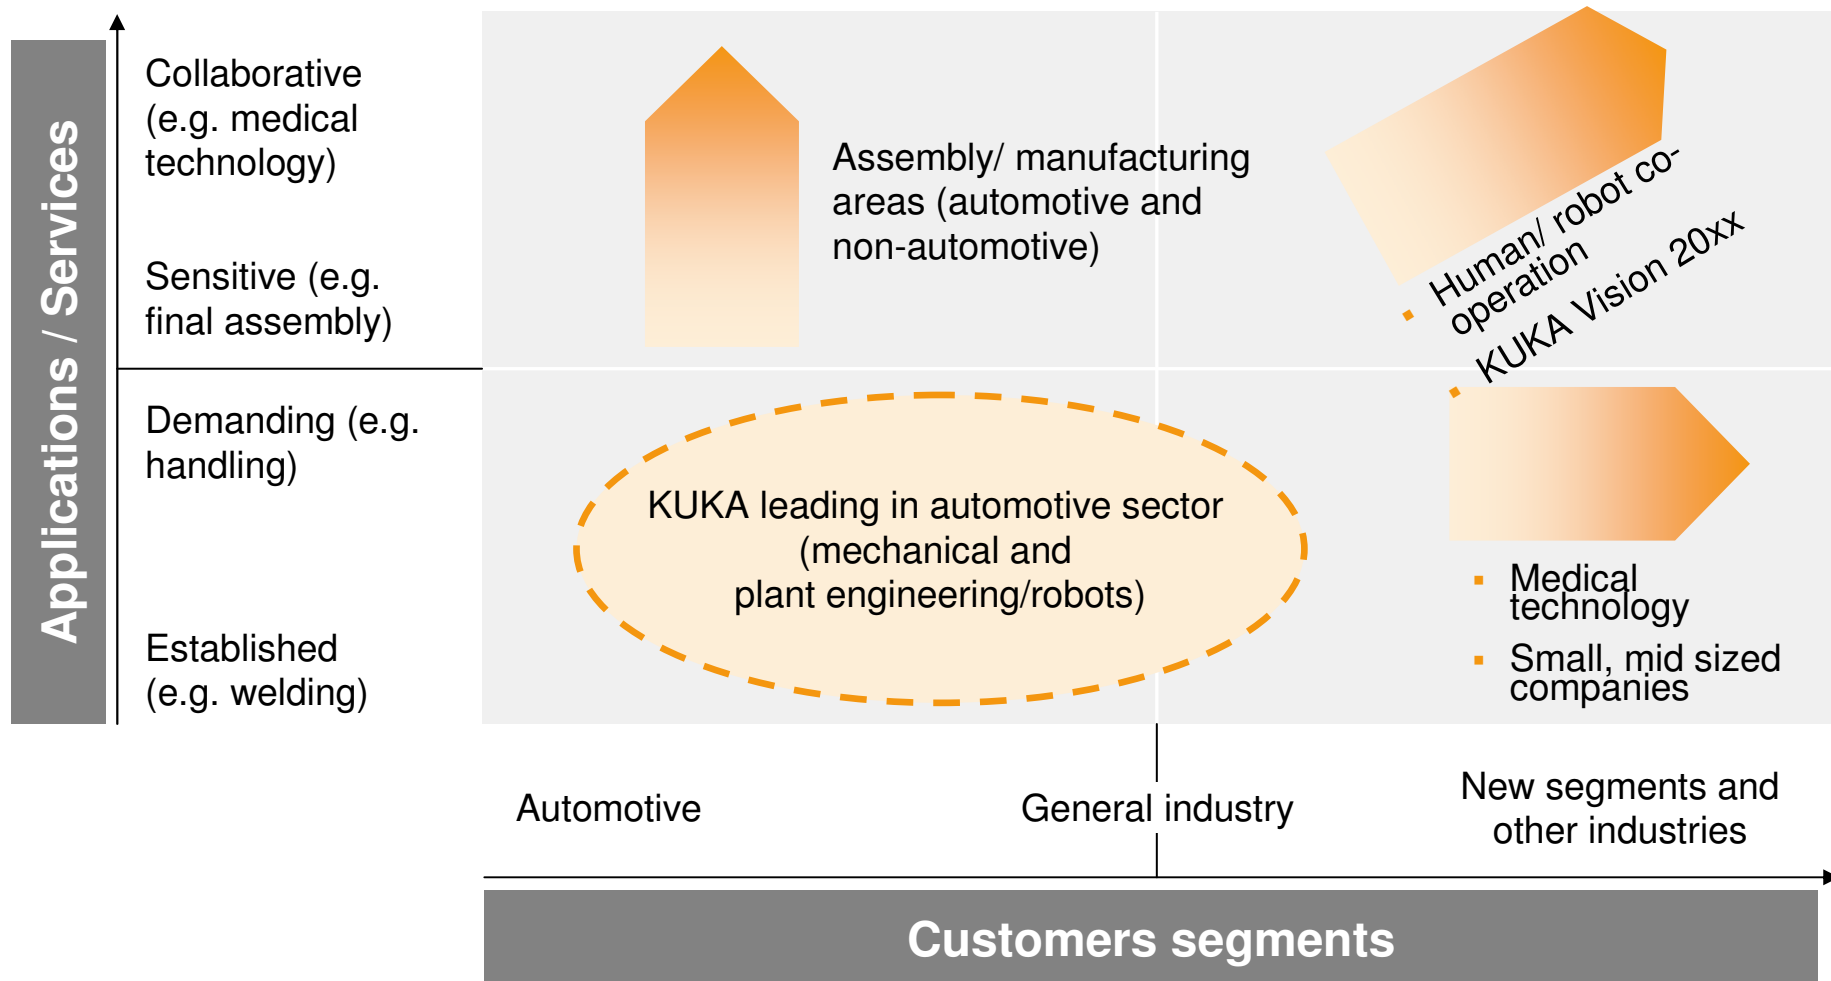 Applications / Services
Collaborative
(e.g. medical
technology)
Sensitive (e.g.
final assembly)
Demanding (e.g.
handling)
Established
(e.g. welding)
Assembly/ manufacturing
areas (automotive and
non-automotive)
Human/ robot co-
operation
KUKA Vision 20xx
KUKA leading in automotive sector
(mechanical and
plant engineering/robots)
Medical
technology
Small, mid sized
companies
Automotive
General industry
New segments and
other industries
Customers segments